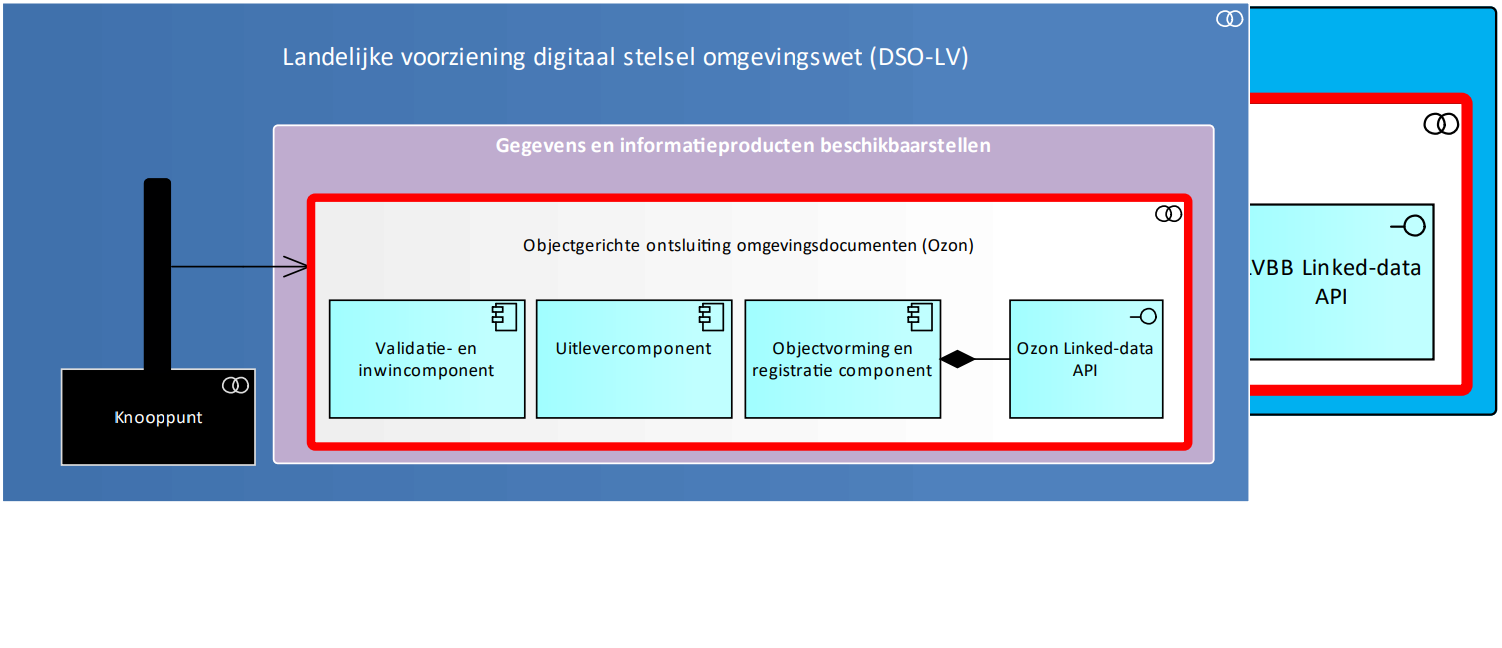 Landelijke voorziening digitaal stelsel omgevingswet (DSO-LV)
Gegevens en informatieproducten beschikbaarstellen
Objectgerichte ontsluiting omgevingsdocumenten (Ozon)
Validatie- en
inwincomponent
Uitlevercomponent
Objectvorming en
registratie component
Ozon Linked-data
API
Knooppunt
LVBB Linked-data
API